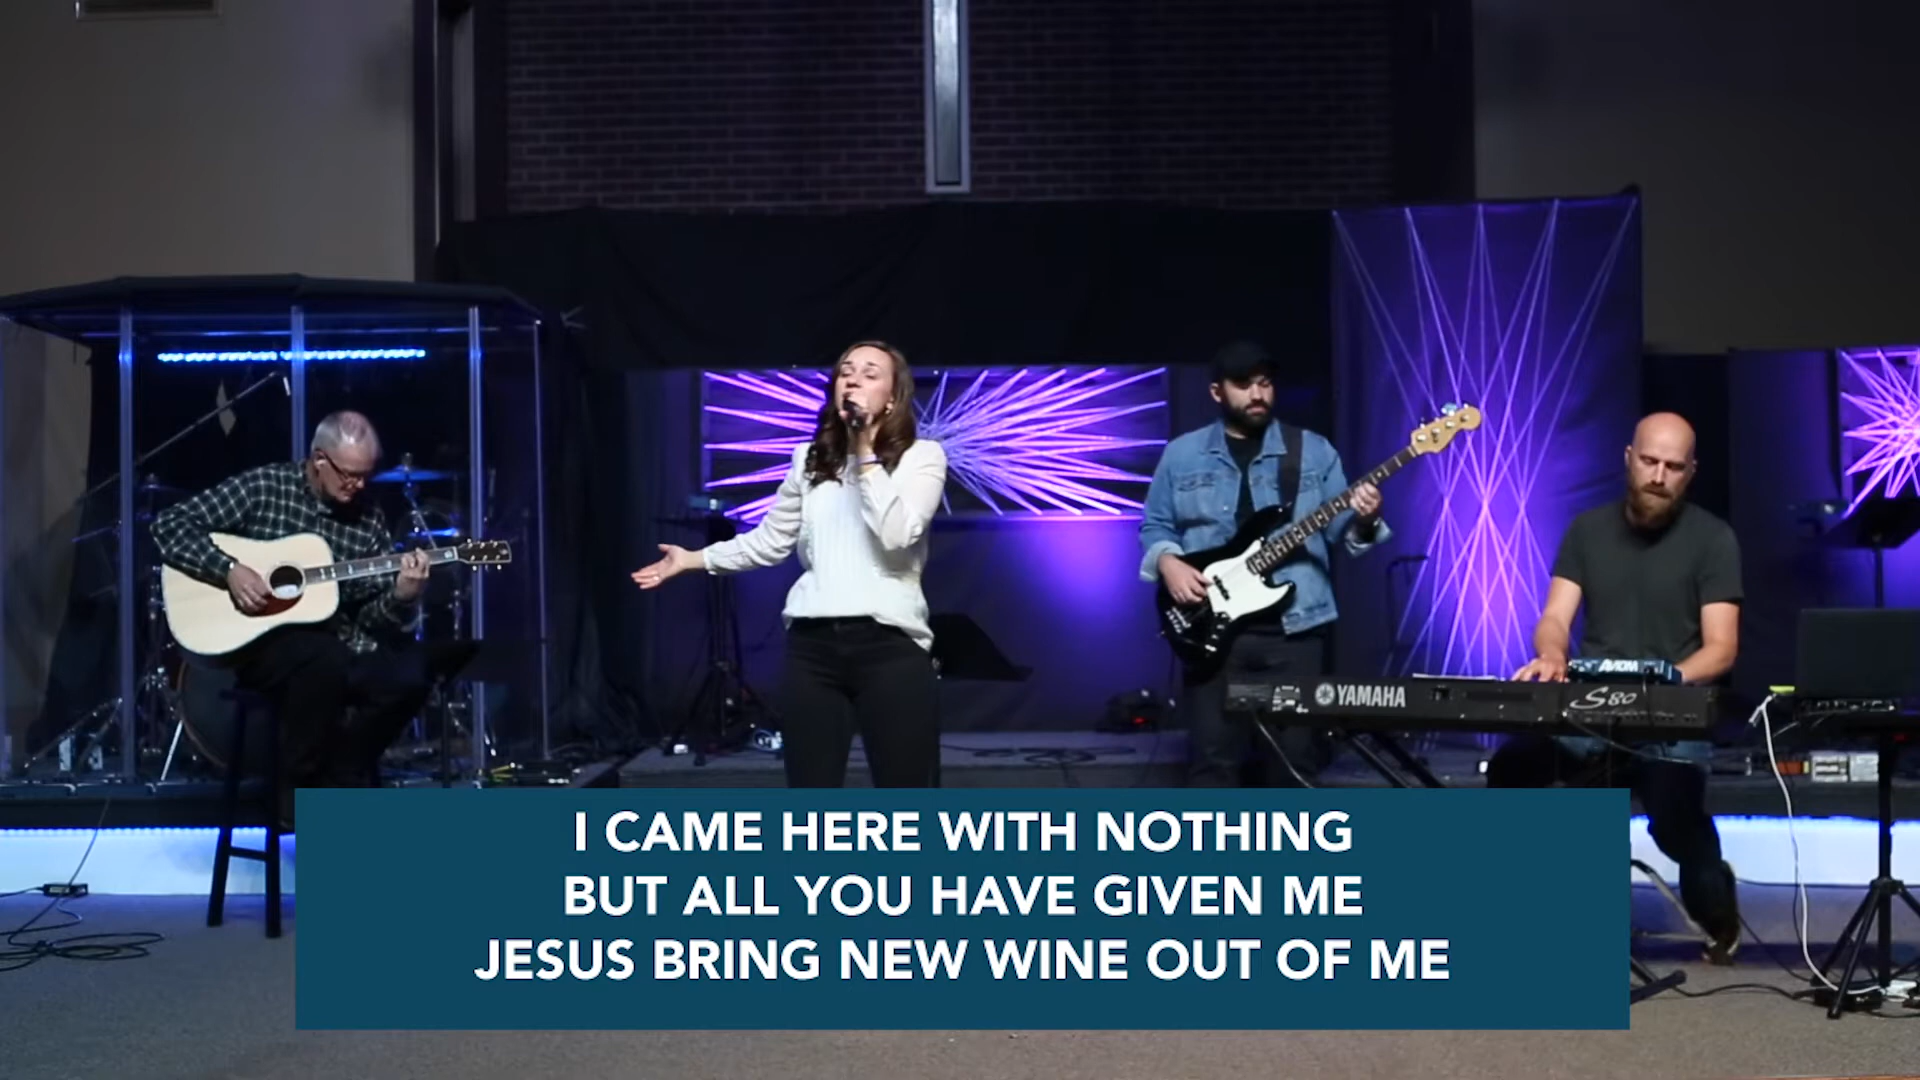 AVIOM
YAMAHA
S80
I CAME HERE WITH NOTHING
BUT ALL YOU HAVE GIVEN ME
JESUS BRING NEW WINE OUT OF ME